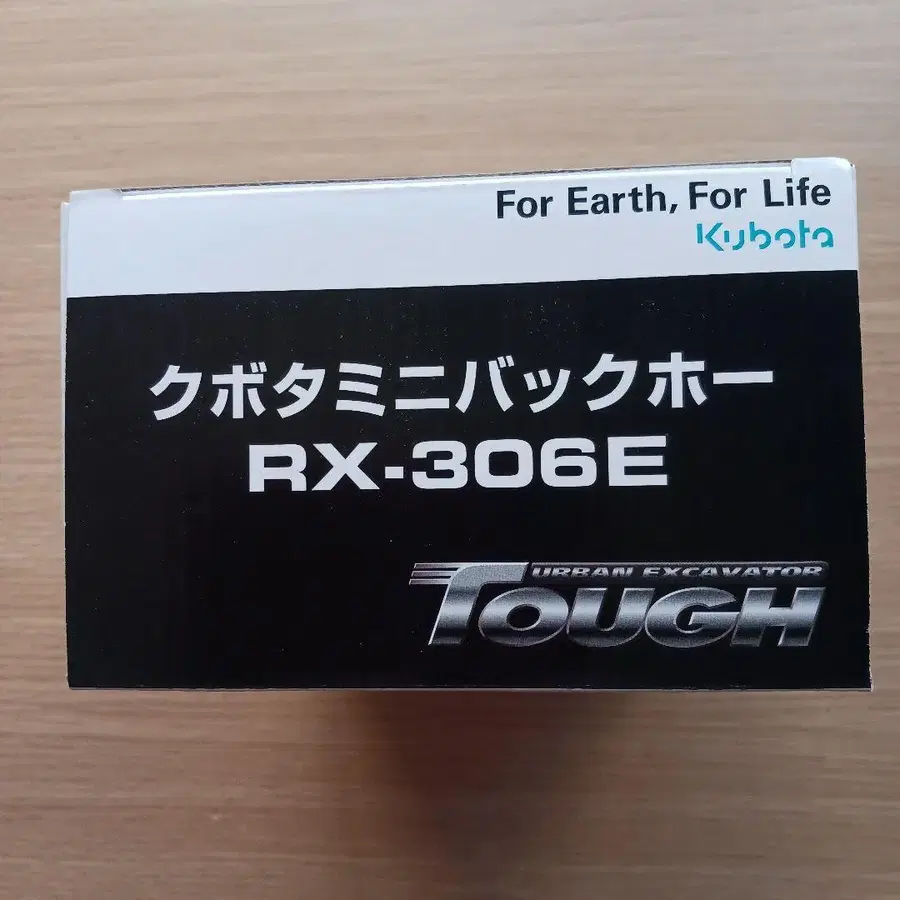 For Earth, For Life
Kubota
クボタミニバックホー
RX-306E
URBAN EXCAVATOR
TOUGH